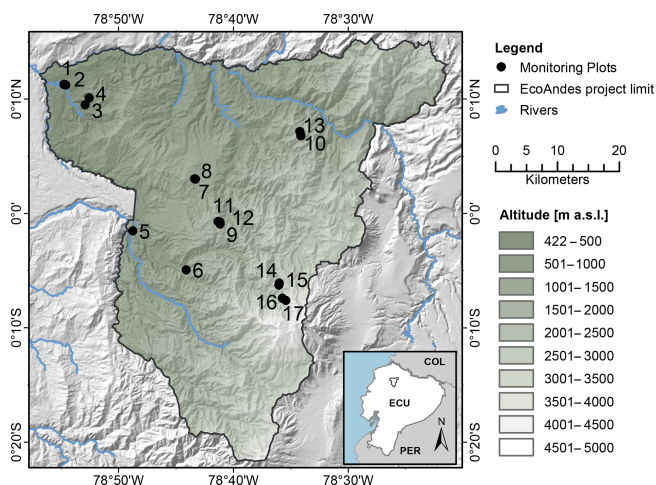 78°50'W 78°40'W 78°30'W
0°10'N
0°0'
0°10'S
0°20'S
1 2
4
3
13
10
8
7
11
12
9
5
6
14 15
16
17
COL
ECU
PER
N
0°10'N
0°0'
0°10'S
0°20'S
78°50'W 78°40'W 78°30'W
Legend
Monitoring Plots
EcoAndes project limit
Rivers
0 5 10 20
Kilometers
Altitude [m a.s.l.]
422–500
501–1000
1001–1500
1501–2000
2001–2500
2501–3000
3001–3500
3501–4000
4001–4500
4501–5000